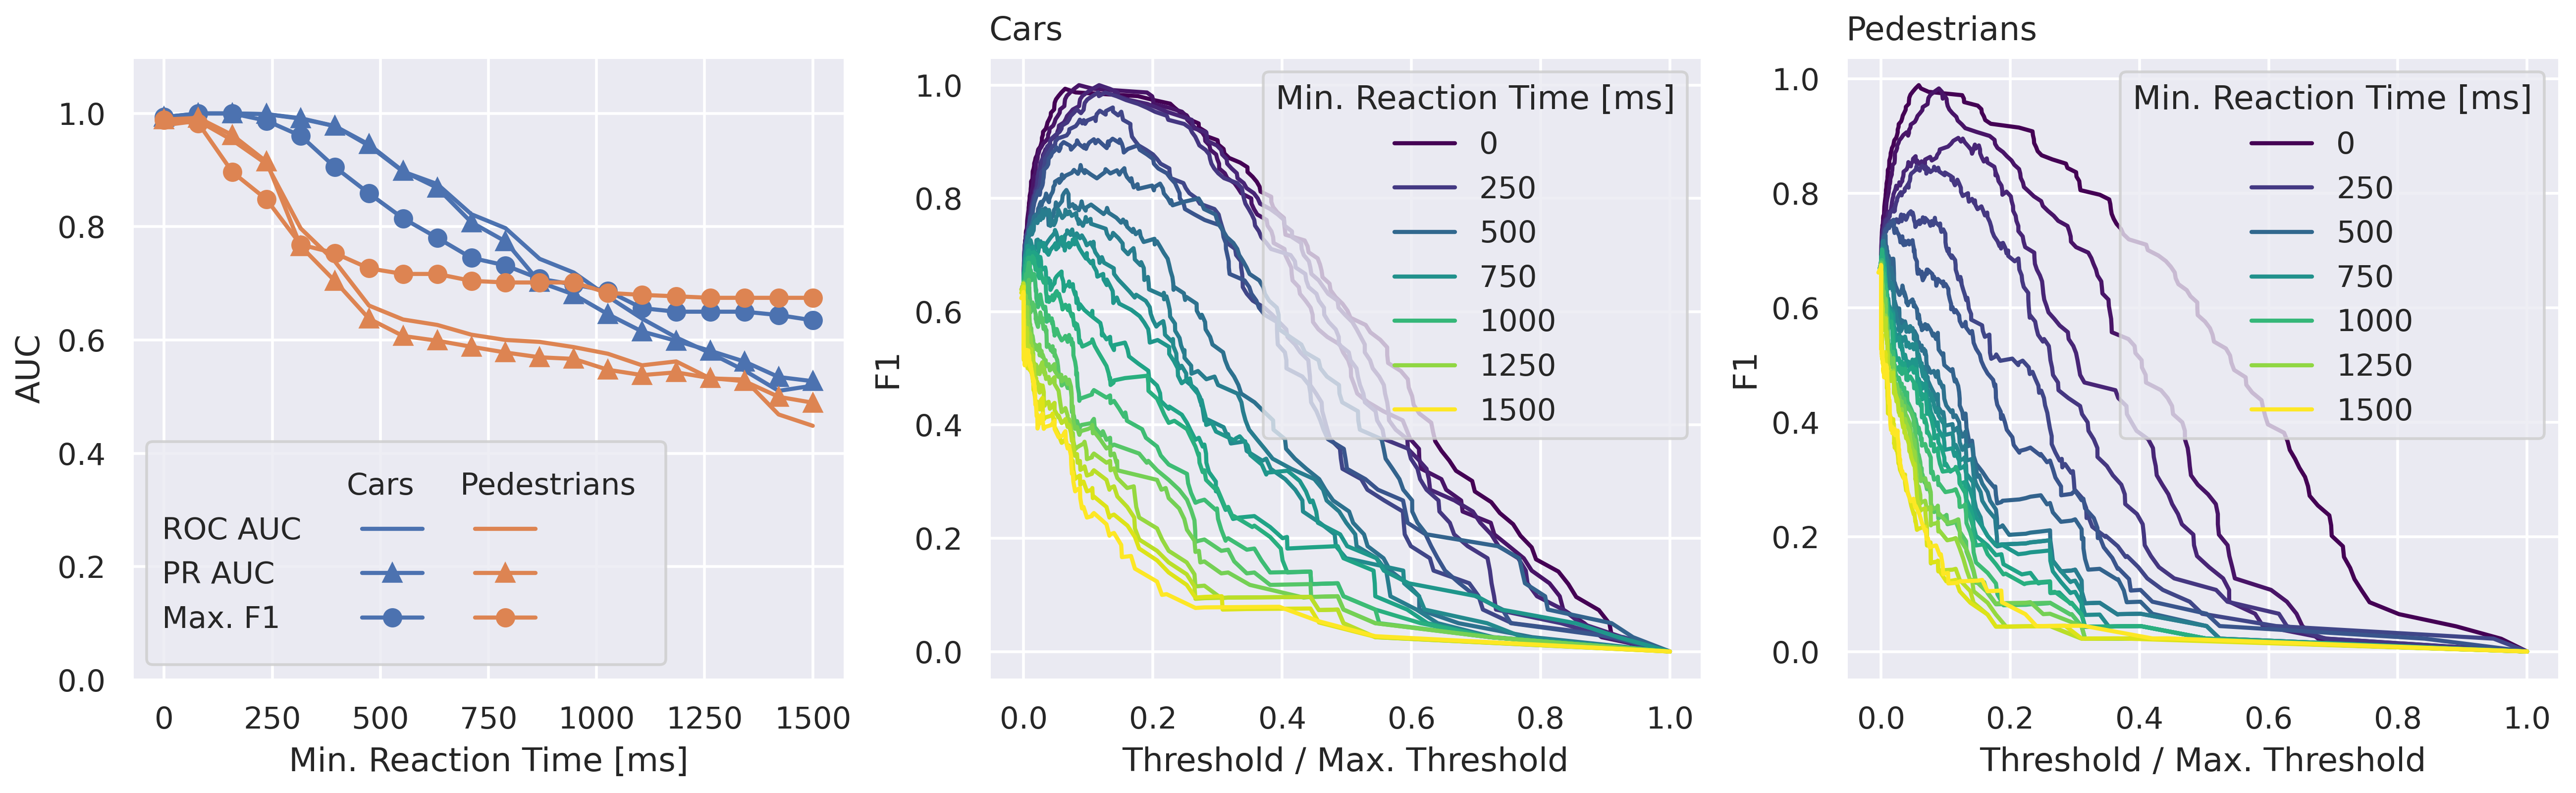 AUC
1.0
0.8
0.6
0.4
0.2
0.0
Cars Pedestrians
ROC AUC
PR AUC
Max. F1
0 250 500 750 1000 1250 1500
Min. Reaction Time [ms]
Cars
F1
1.0
0.8
0.6
0.4
0.2
0.0
Min. Reaction Time [ms]
0
250
500
750
1000
1250
1500
0.0 0.2 0.4 0.6 0.8 1.0
Threshold / Max. Threshold
Pedestrians
F1
1.0
0.8
0.6
0.4
0.2
0.0
Min. Reaction Time [ms]
0
250
500
750
1000
1250
1500
0.0 0.2 0.4 0.6 0.8 1.0
Threshold / Max. Threshold